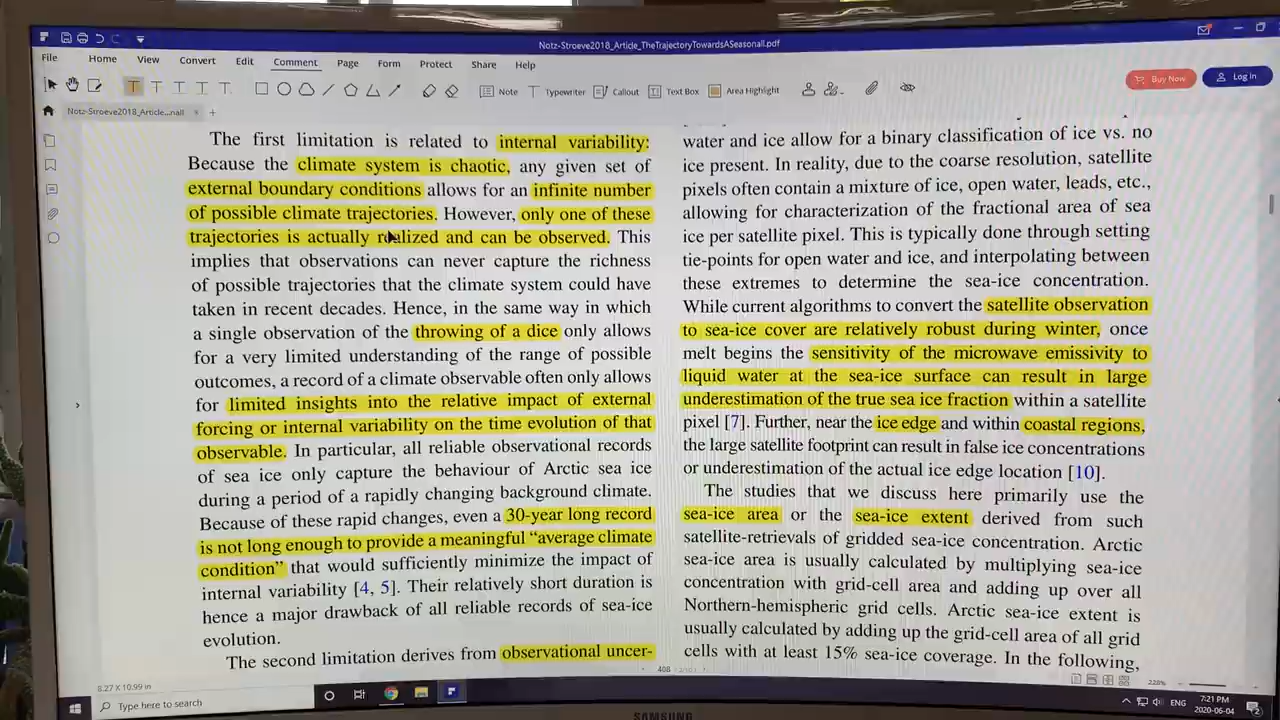 Notz-Stroeve2018_Article_TheTrajectoryTowardsASeasonall.pdf
File Home View Convert Edit Comment Page Form Protect Share Help
Note Typewriter Callout Text Box Area Highlight Buy Now Log in
Notz-Stroeve2018_Article...nall
The first limitation is related to internal variability:
Because the climate system is chaotic, any given set of
external boundary conditions allows for an infinite number
of possible climate trajectories. However, only one of these
trajectories is actually realized and can be observed. This
implies that observations can never capture the richness
of possible trajectories that the climate system could have
taken in recent decades. Hence, in the same way in which
a single observation of the throwing of a dice only allows
for a very limited understanding of the range of possible
outcomes, a record of a climate observable often only allows
for limited insights into the relative impact of external
forcing or internal variability on the time evolution of that
observable. In particular, all reliable observational records
of sea ice only capture the behaviour of Arctic sea ice
during a period of a rapidly changing background climate.
Because of these rapid changes, even a 30-year long record
is not long enough to provide a meaningful “average climate
condition” that would sufficiently minimize the impact of
internal variability [4, 5]. Their relatively short duration is
hence a major drawback of all reliable records of sea-ice
evolution.
The second limitation derives from observational uncer-
water and ice allow for a binary classification of ice vs. no
ice present. In reality, due to the coarse resolution, satellite
pixels often contain a mixture of ice, open water, leads, etc.,
allowing for characterization of the fractional area of sea
ice per satellite pixel. This is typically done through setting
tie-points for open water and ice, and interpolating between
these extremes to determine the sea-ice concentration.
While current algorithms to convert the satellite observation
to sea-ice cover are relatively robust during winter, once
melt begins the sensitivity of the microwave emissivity to
liquid water at the sea-ice surface can result in large
underestimation of the true sea ice fraction within a satellite
pixel [7]. Further, near the ice edge and within coastal regions,
the large satellite footprint can result in false ice concentrations
or underestimation of the actual ice edge location [10].
The studies that we discuss here primarily use the
sea-ice area or the sea-ice extent derived from such
satellite-retrievals of gridded sea-ice concentration. Arctic
sea-ice area is usually calculated by multiplying sea-ice
concentration with grid-cell area and adding up over all
Northern-hemispheric grid cells. Arctic sea-ice extent is
usually calculated by adding up the grid-cell area of all grid
cells with at least 15% sea-ice coverage. In the following,
8.27 x 10.99 in
408
Type here to search
ENG
7:21 PM
2020-06-04
SAMSUNG